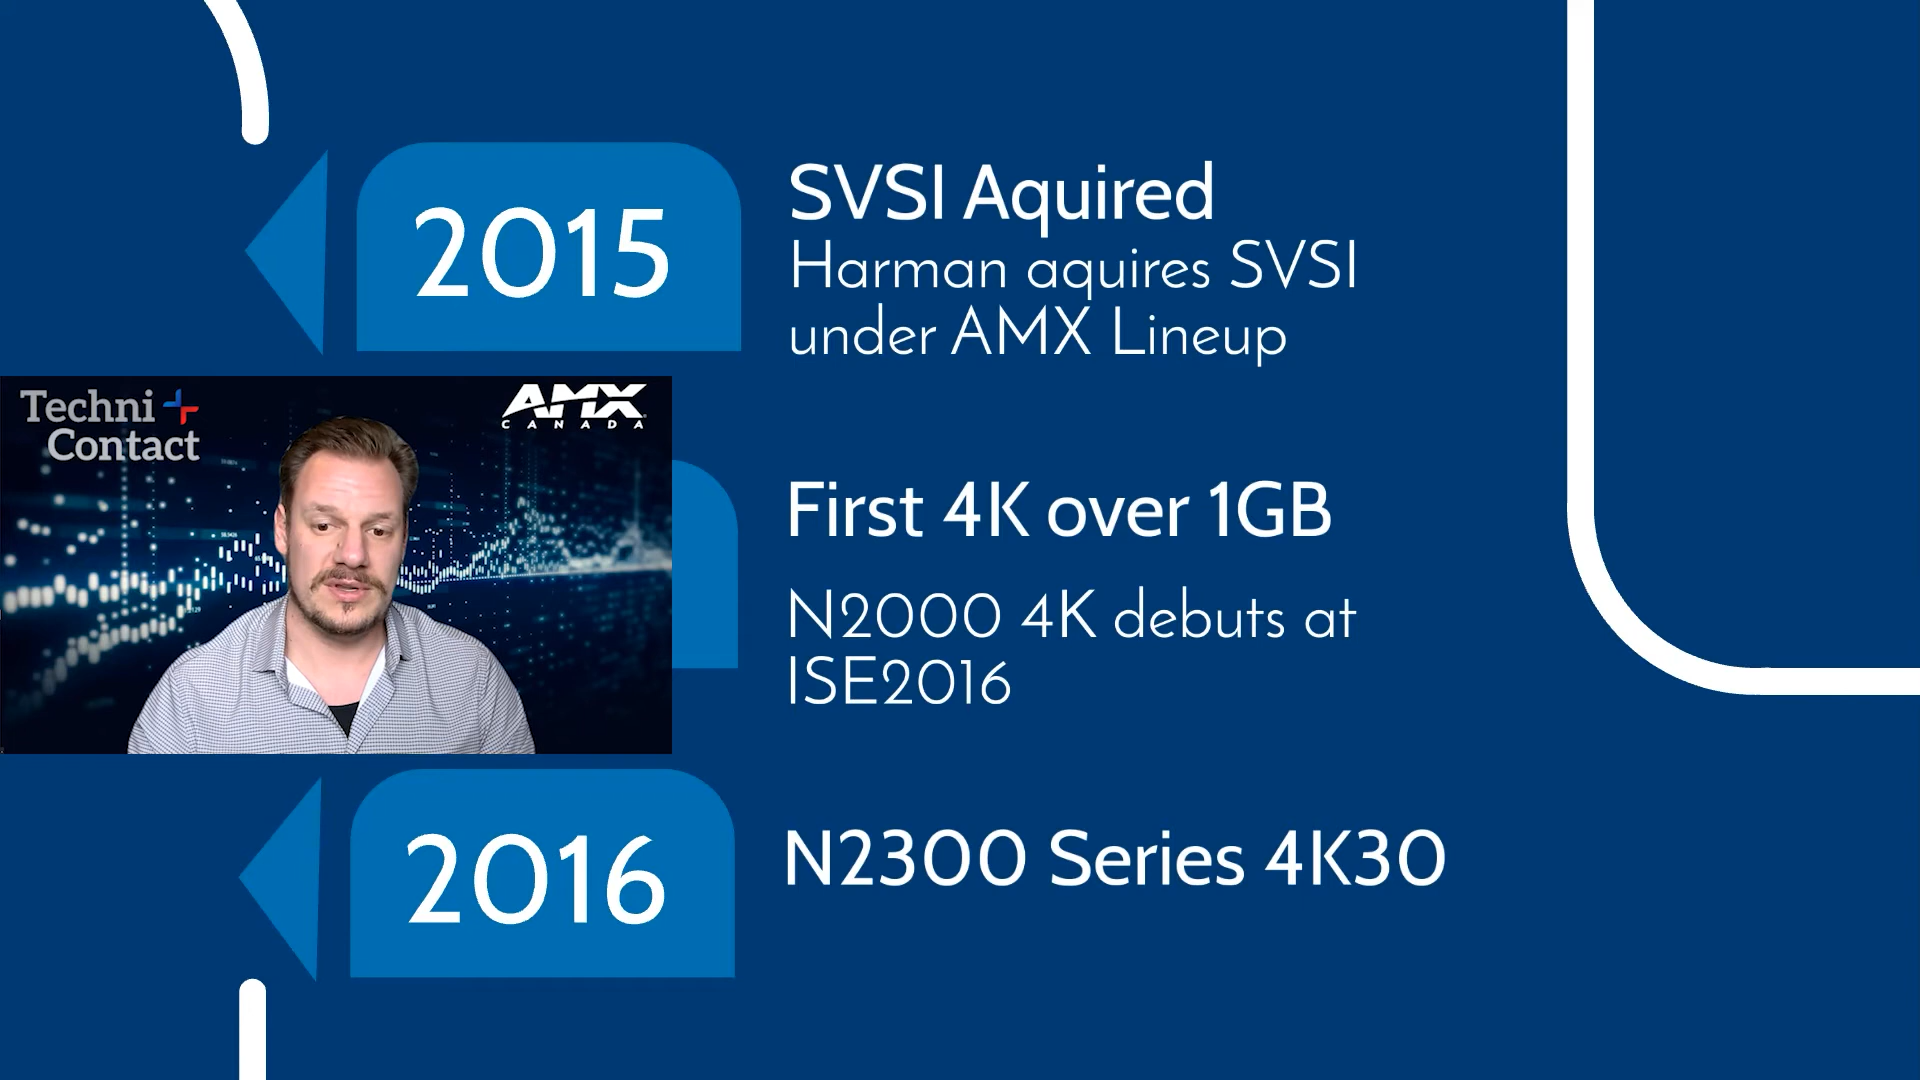 2015
SVSI Aquired
Harman aquires SVSI
under AMX Lineup
Techni
Contact
AMX
CANADA
First 4K over 1GB
N2000 4K debuts at
ISE2016
2016
N2300 Series 4K30